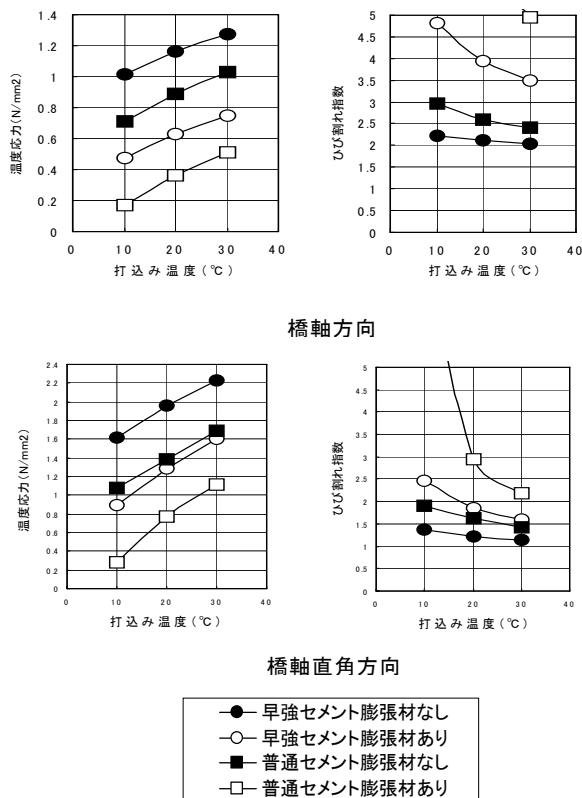 1.4
1.2
1
0.8
0.6
0.4
0.2
0
温度応力(N/mm2)
0 10 20 30 40
打込み温度(℃)
5
4.5
4
3.5
3
2.5
2
1.5
1
0.5
0
ひび割れ指数
0 10 20 30 40
打込み温度(℃)
橋軸方向
2.4
2.2
2
1.8
1.6
1.4
1.2
1
0.8
0.6
0.4
0.2
0
温度応力(N/mm2)
0 10 20 30 40
打込み温度(℃)
5
4.5
4
3.5
3
2.5
2
1.5
1
0.5
0
ひび割れ指数
0 10 20 30 40
打込み温度(℃)
橋軸直角方向
早強セメント膨張材なし
早強セメント膨張材あり
普通セメント膨張材なし
普通セメント膨張材あり